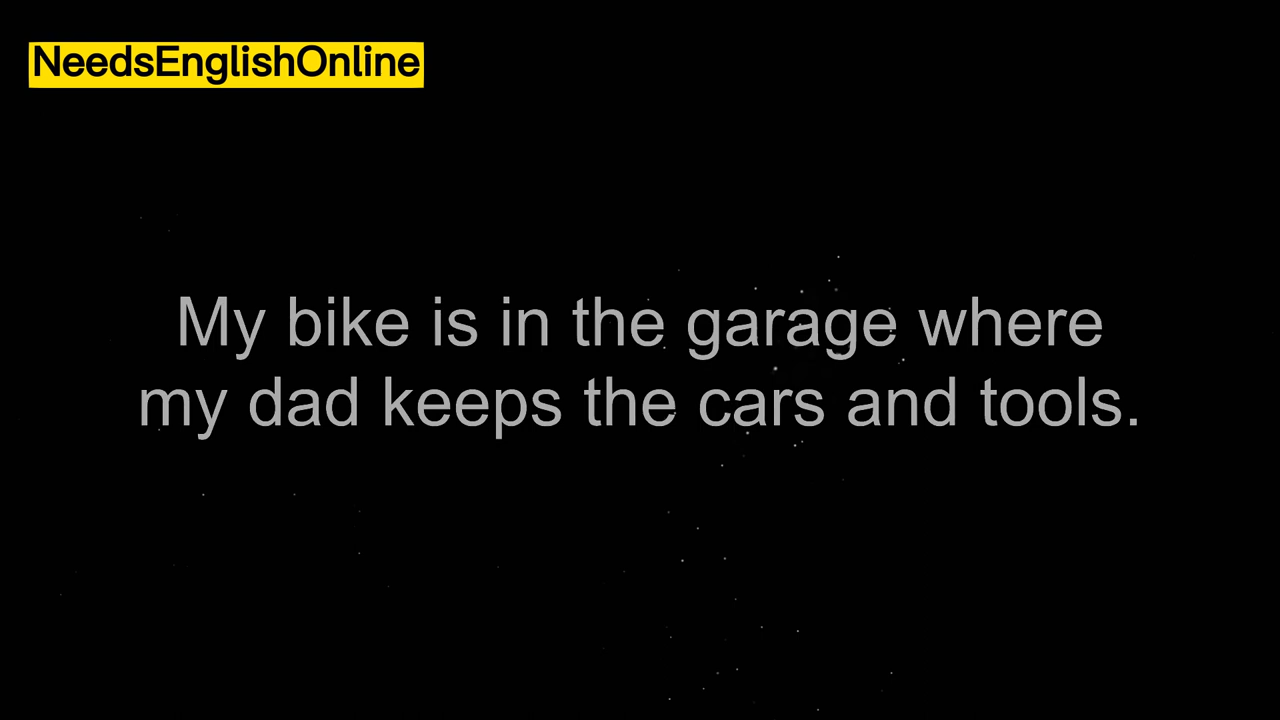 NeedsEnglishOnline
My bike is in the garage where
my dad keeps the cars and tools.